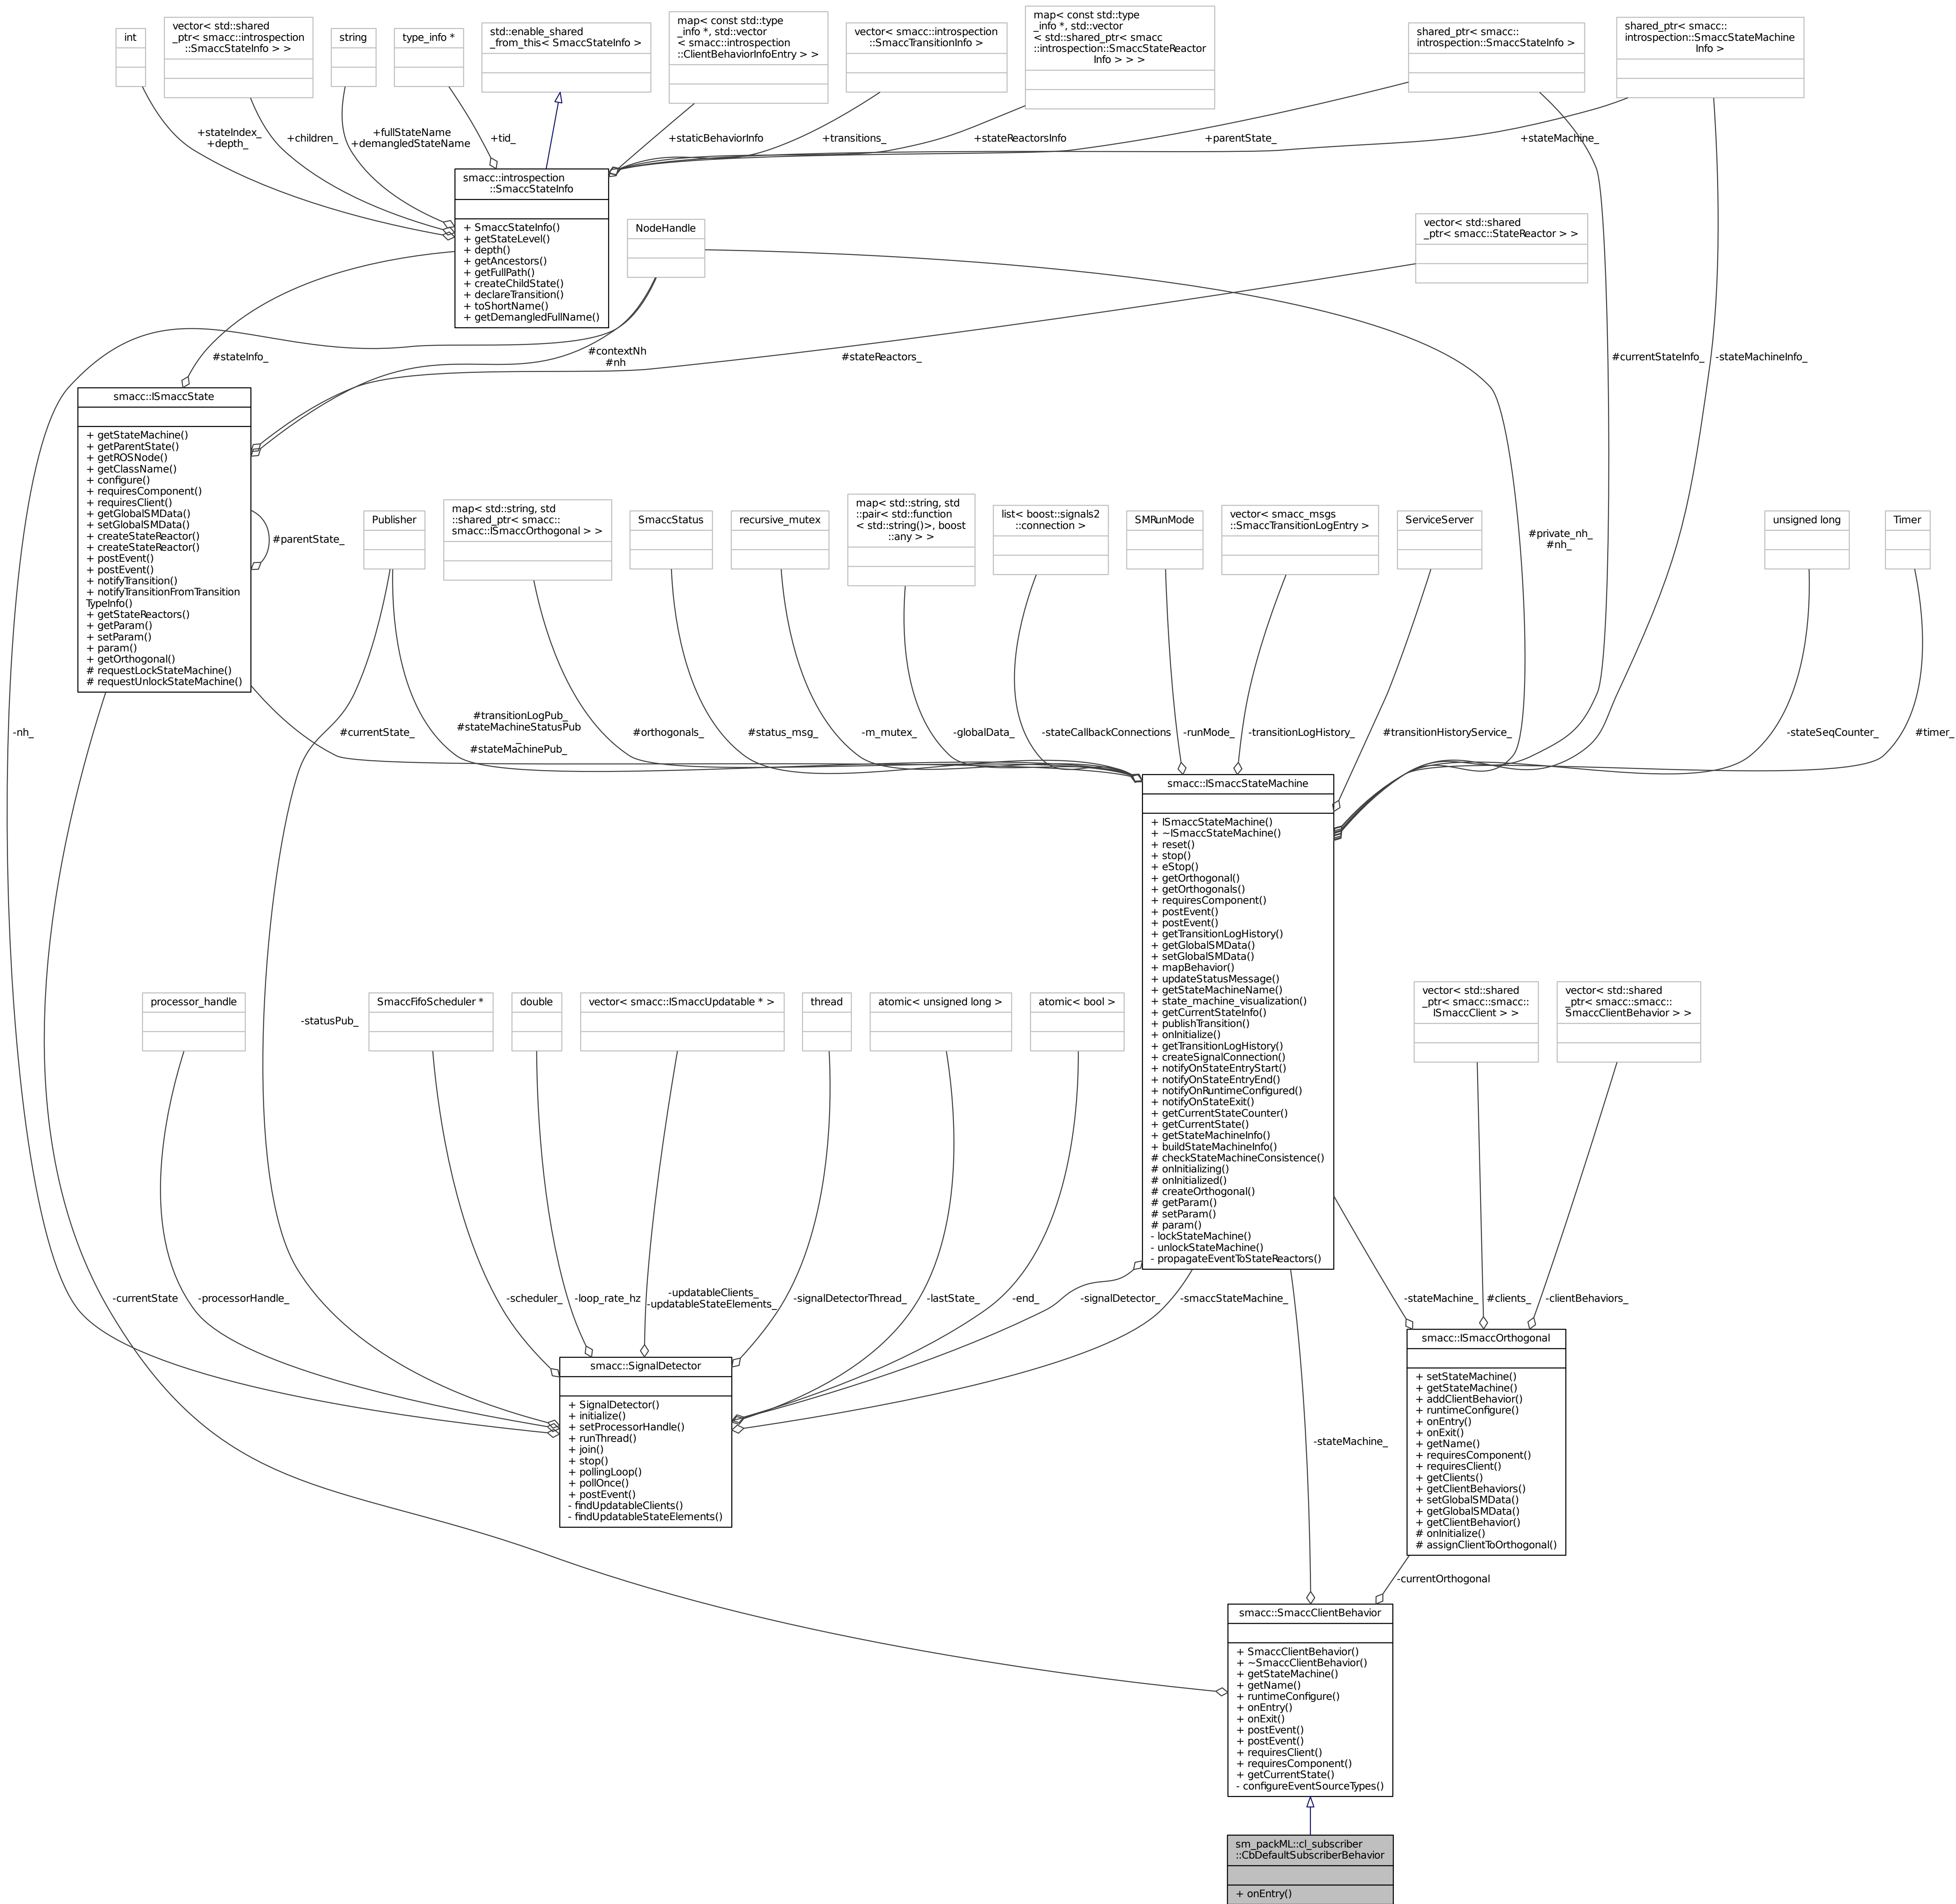 int
vector< std::shared
_ptr< smacc::introspection
::SmaccStateInfo > >
string
type_info *
std::enable_shared
_from_this< SmaccStateInfo >
map< const std::type
_info *, std::vector
< smacc::introspection
::ClientBehaviorInfoEntry > >
vector< smacc::introspection
::SmaccTransitionInfo >
map< const std::type
_info *, std::vector
< std::shared_ptr< smacc
::introspection::SmaccStateReactor
Info > > >
shared_ptr< smacc::
introspection::SmaccStateInfo >
shared_ptr< smacc::
introspection::SmaccStateMachine
Info >
+stateIndex_
+depth_
+children_
+fullStateName
+demangledStateName
+tid_
+staticBehaviorInfo
+transitions_
+stateReactorsInfo
+parentState_
+stateMachine_
smacc::introspection
::SmaccStateInfo
+ SmaccStateInfo()
+ getStateLevel()
+ depth()
+ getAncestors()
+ getFullPath()
+ createChildState()
+ declareTransition()
+ toShortName()
+ getDemangledFullName()
NodeHandle
vector< std::shared
_ptr< smacc::StateReactor > >
#stateInfo_
#contextNh
#nh
#stateReactors_
#currentStateInfo_
-stateMachineInfo_
smacc::ISmaccState
+ getStateMachine()
+ getParentState()
+ getROSNode()
+ getClassName()
+ configure()
+ requiresComponent()
+ requiresClient()
+ getGlobalSMData()
+ setGlobalSMData()
+ createStateReactor()
+ createStateReactor()
+ postEvent()
+ postEvent()
+ notifyTransition()
+ notifyTransitionFromTransition
TypeInfo()
+ getStateReactors()
+ getParam()
+ setParam()
+ param()
+ getOrthogonal()
# requestLockStateMachine()
# requestUnlockStateMachine()
#parentState_
Publisher
map< std::string, std
::shared_ptr< smacc::
smacc::ISmaccOrthogonal > >
SmaccStatus
recursive_mutex
map< std::string, std
::pair< std::function
< std::string()>, boost
::any > >
list< boost::signals2
::connection >
SMRunMode
vector< smacc_msgs
::SmaccTransitionLogEntry >
ServiceServer
#private_nh_
#nh_
unsigned long
Timer
-nh_
#currentState_
#transitionLogPub_
#stateMachineStatusPub
_
#stateMachinePub_
#orthogonals_
#status_msg_
-m_mutex_
-globalData_
-stateCallbackConnections
-runMode_
-transitionLogHistory_
#transitionHistoryService_
-stateSeqCounter_
#timer_
smacc::ISmaccStateMachine
+ ISmaccStateMachine()
+ ~ISmaccStateMachine()
+ reset()
+ stop()
+ eStop()
+ getOrthogonal()
+ getOrthogonals()
+ requiresComponent()
+ postEvent()
+ postEvent()
+ getTransitionLogHistory()
+ getGlobalSMData()
+ setGlobalSMData()
+ mapBehavior()
+ updateStatusMessage()
+ getStateMachineName()
+ state_machine_visualization()
+ getCurrentStateInfo()
+ publishTransition()
+ onInitialize()
+ getTransitionLogHistory()
+ createSignalConnection()
+ notifyOnStateEntryStart()
+ notifyOnStateEntryEnd()
+ notifyOnRuntimeConfigured()
+ notifyOnStateExit()
+ getCurrentStateCounter()
+ getCurrentState()
+ getStateMachineInfo()
+ buildStateMachineInfo()
# checkStateMachineConsistence()
# onInitializing()
# onInitialized()
# createOrthogonal()
# getParam()
# setParam()
# param()
- lockStateMachine()
- unlockStateMachine()
- propagateEventToStateReactors()
processor_handle
-statusPub_
SmaccFifoScheduler *
double
vector< smacc::ISmaccUpdatable * >
thread
atomic< unsigned long >
atomic< bool >
vector< std::shared
_ptr< smacc::smacc::
ISmaccClient > >
vector< std::shared
_ptr< smacc::smacc::
SmaccClientBehavior > >
-currentState
-processorHandle_
-scheduler_
-loop_rate_hz
-updatableClients_
-updatableStateElements_
-signalDetectorThread_
-lastState_
-end_
-signalDetector_
-smaccStateMachine_
-stateMachine_
#clients_
-clientBehaviors_
smacc::SignalDetector
+ SignalDetector()
+ initialize()
+ setProcessorHandle()
+ runThread()
+ join()
+ stop()
+ pollingLoop()
+ pollOnce()
+ postEvent()
- findUpdatableClients()
- findUpdatableStateElements()
smacc::ISmaccOrthogonal
+ setStateMachine()
+ getStateMachine()
+ addClientBehavior()
+ runtimeConfigure()
+ onEntry()
+ onExit()
+ getName()
+ requiresComponent()
+ requiresClient()
+ getClients()
+ getClientBehaviors()
+ setGlobalSMData()
+ getGlobalSMData()
+ getClientBehavior()
# onInitialize()
# assignClientToOrthogonal()
-stateMachine_
-currentOrthogonal
smacc::SmaccClientBehavior
+ SmaccClientBehavior()
+ ~SmaccClientBehavior()
+ getStateMachine()
+ getName()
+ runtimeConfigure()
+ onEntry()
+ onExit()
+ postEvent()
+ postEvent()
+ requiresClient()
+ requiresComponent()
+ getCurrentState()
- configureEventSourceTypes()
sm_packML::cl_subscriber
::CbDefaultSubscriberBehavior
+ onEntry()